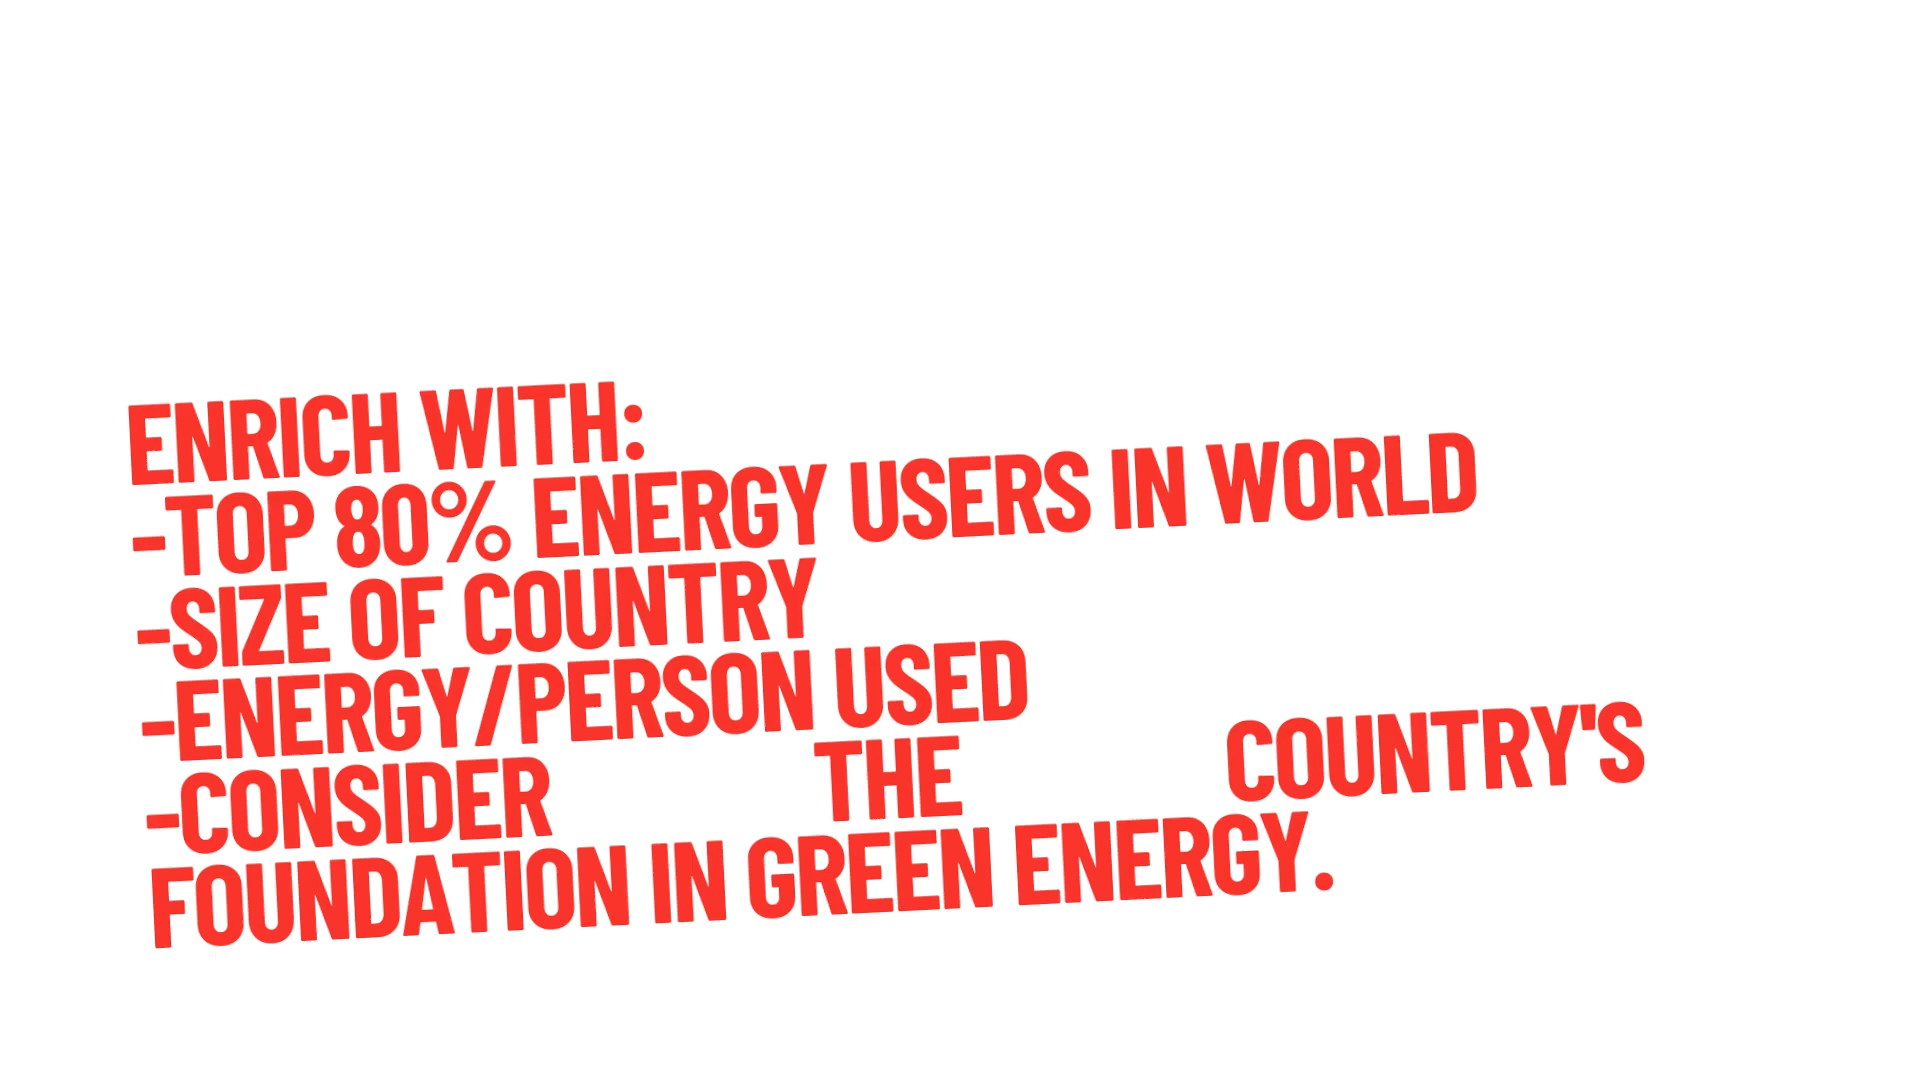 ENRICH WITH:
-TOP 80% ENERGY USERS IN WORLD
-SIZE OF COUNTRY
-ENERGY/PERSON USED
-CONSIDER THE COUNTRY'S
FOUNDATION IN GREEN ENERGY.